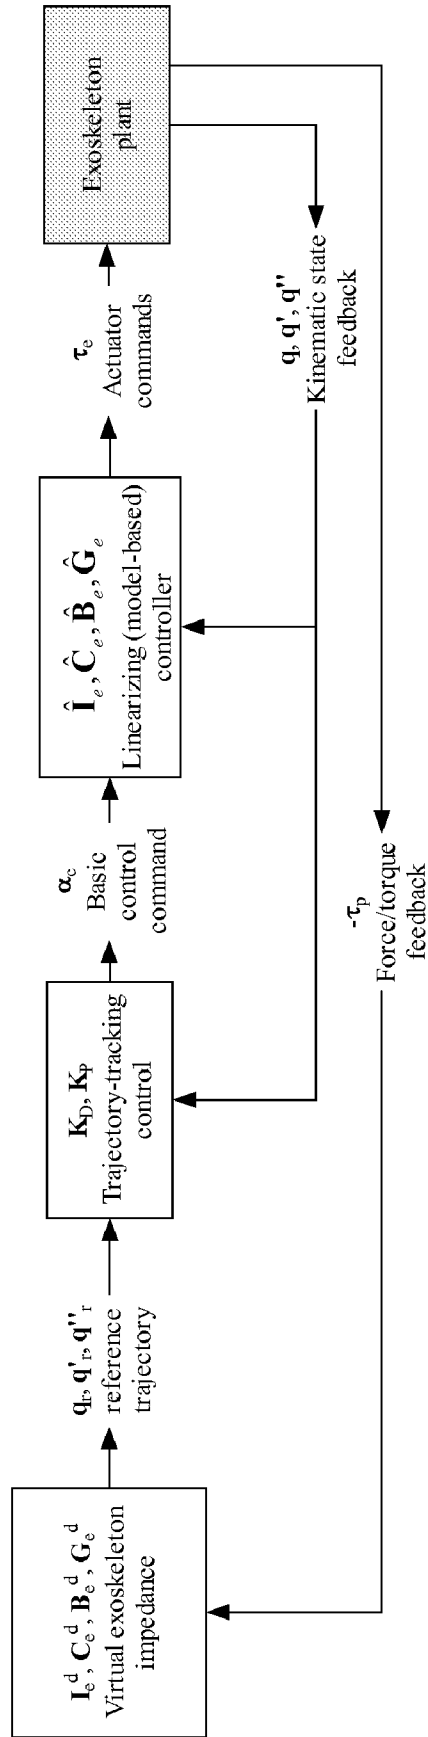 I_e^d, C_e^d, B_e^d, G_e^d
Virtual exoskeleton
impedance
q_r, q'_r, q''_r
reference
trajectory
K_D, K_P
Trajectory-tracking
control
α_c
Basic
control
command
Î_e, Ĉ_e, B̂_e, Ĝ_e
Linearizing (model-based)
controller
τ_e
Actuator
commands
Exoskeleton
plant
q, q', q''
Kinematic state
feedback
-τ_p
Force/torque
feedback